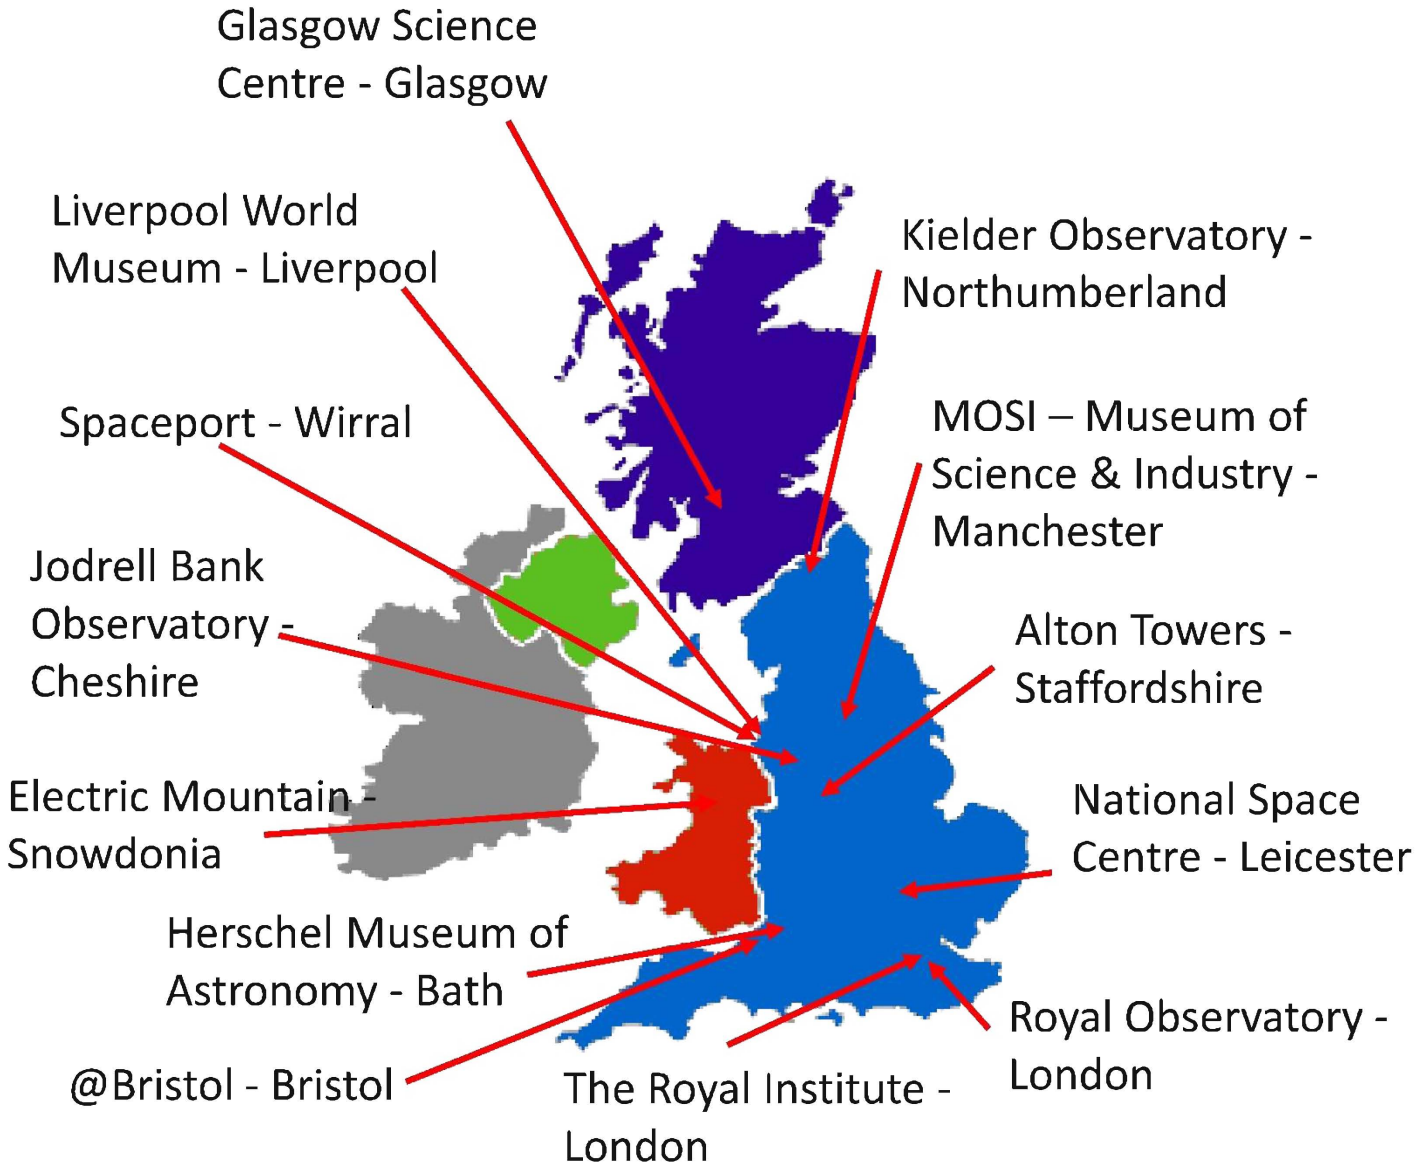 Glasgow Science
Centre - Glasgow
Liverpool World
Museum - Liverpool
Kielder Observatory -
Northumberland
Spaceport - Wirral
MOSI – Museum of
Science & Industry -
Manchester
Jodrell Bank
Observatory -
Cheshire
Alton Towers -
Staffordshire
Electric Mountain -
Snowdonia
National Space
Centre - Leicester
Herschel Museum of
Astronomy - Bath
Royal Observatory -
London
@Bristol - Bristol
The Royal Institute -
London